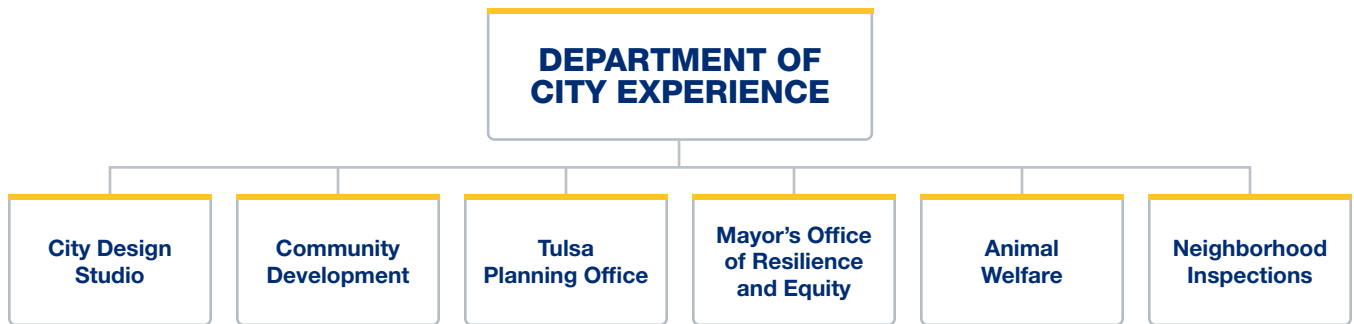 DEPARTMENT OF
CITY EXPERIENCE
City Design
Studio
Community
Development
Tulsa
Planning Office
Mayor’s Office
of Resilience
and Equity
Animal
Welfare
Neighborhood
Inspections